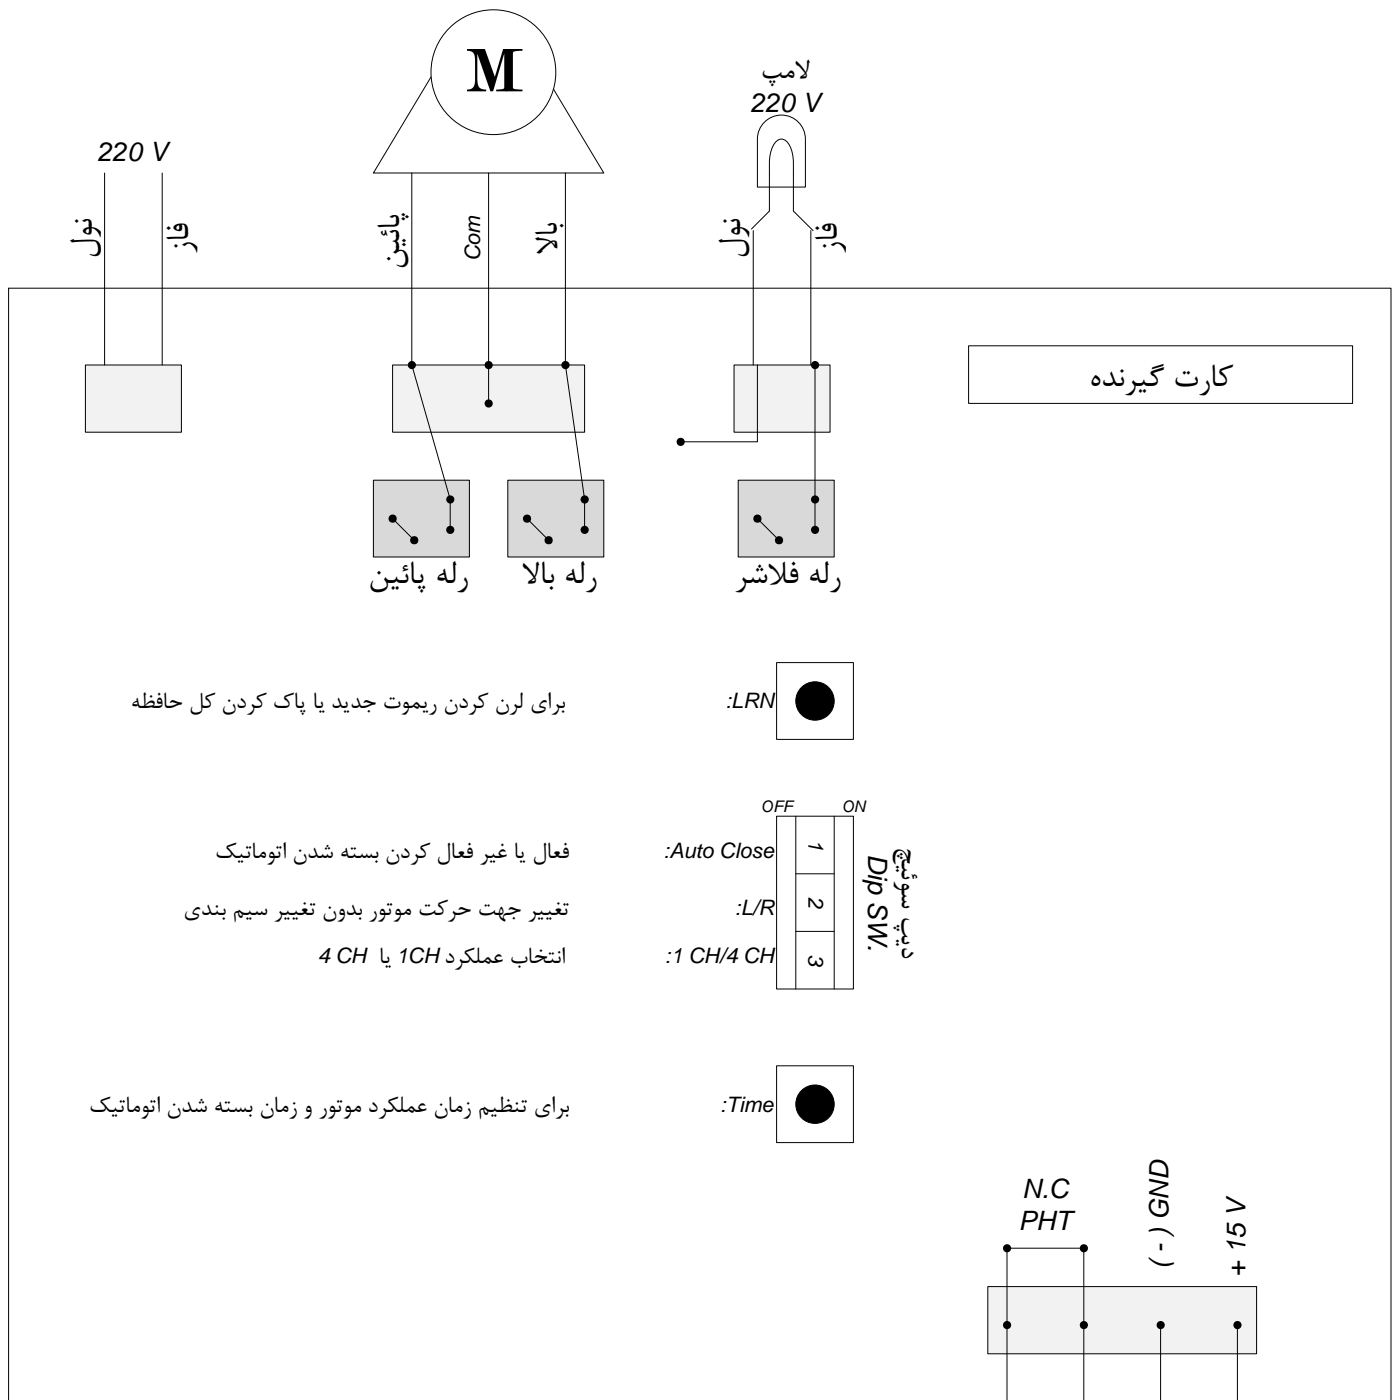 M
لامپ
220 V
220 V
نول
فاز
پائین
Com
بالا
نول
فاز
کارت گیرنده
رله پائین
رله بالا
رله فلاشر
LRN:
برای لرن کردن ریموت جدید یا پاک کردن کل حافظه
OFF
ON
Auto Close:
فعال یا غیر فعال کردن بسته شدن اتوماتیک
1
L/R:
تغییر جهت حرکت موتور بدون تغییر سیم بندی
2
1 CH/4 CH:
انتخاب عملکرد 1CH یا 4 CH
3
دیپ سوئیچ
Dip SW.
Time:
برای تنظیم زمان عملکرد موتور و زمان بسته شدن اتوماتیک
N.C
PHT
( - ) GND
+ 15 V